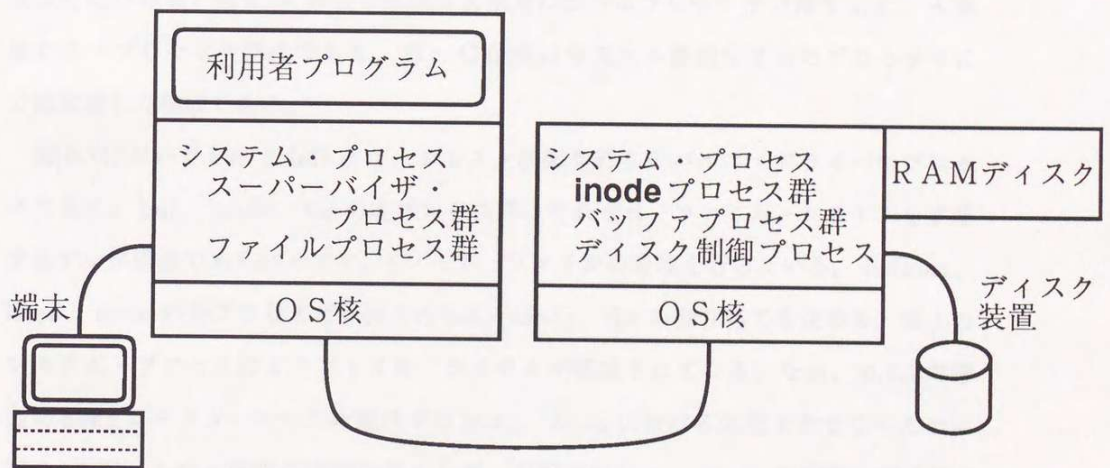 利用者プログラム
システム・プロセス
スーパーバイザ・
プロセス群
ファイルプロセス群
OS核
端末
システム・プロセス
inodeプロセス群
バッファプロセス群
ディスク制御プロセス
OS核
RAMディスク
ディスク
装置